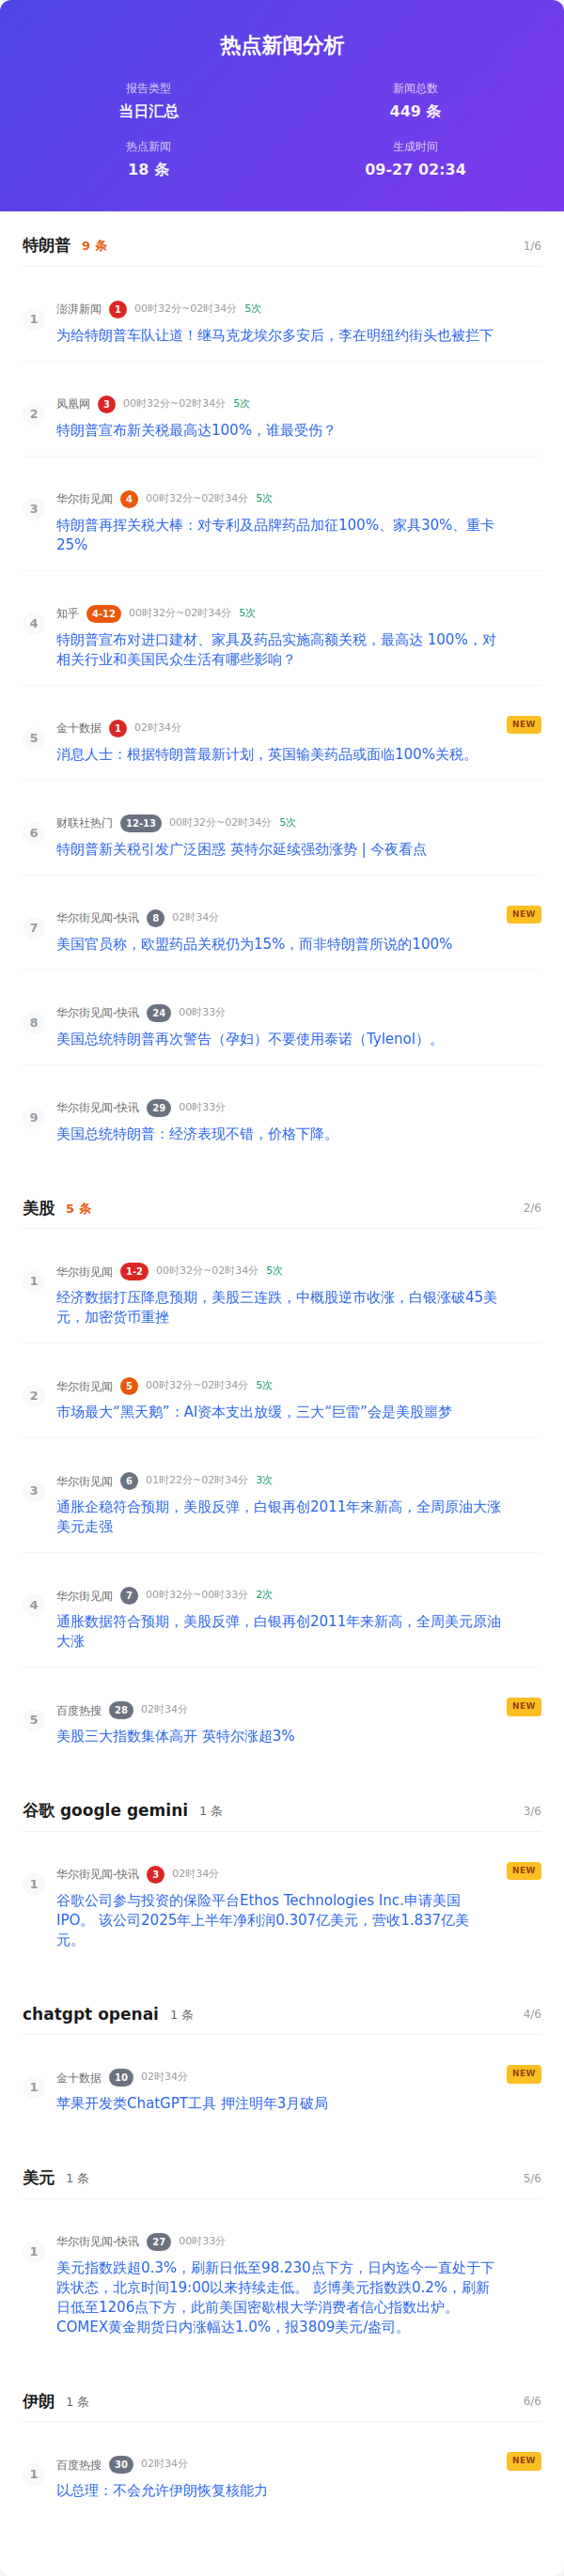 热点新闻分析
报告类型
当日汇总
新闻总数
449 条
热点新闻
18 条
生成时间
09-27 02:34
特朗普 9 条 1/6
1
澎湃新闻 1 00时32分~02时34分 5次
为给特朗普车队让道！继马克龙埃尔多安后，李在明纽约街头也被拦下
2
凤凰网 3 00时32分~02时34分 5次
特朗普宣布新关税最高达100%，谁最受伤？
3
华尔街见闻 4 00时32分~02时34分 5次
特朗普再挥关税大棒：对专利及品牌药品加征100%、家具30%、重卡
25%
4
知乎 4-12 00时32分~02时34分 5次
特朗普宣布对进口建材、家具及药品实施高额关税，最高达 100%，对
相关行业和美国民众生活有哪些影响？
5
金十数据 1 02时34分 NEW
消息人士：根据特朗普最新计划，英国输美药品或面临100%关税。
6
财联社热门 12-13 00时32分~02时34分 5次
特朗普新关税引发广泛困惑 英特尔延续强劲涨势 | 今夜看点
7
华尔街见闻-快讯 8 02时34分 NEW
美国官员称，欧盟药品关税仍为15%，而非特朗普所说的100%
8
华尔街见闻-快讯 24 00时33分
美国总统特朗普再次警告（孕妇）不要使用泰诺（Tylenol）。
9
华尔街见闻-快讯 29 00时33分
美国总统特朗普：经济表现不错，价格下降。
美股 5 条 2/6
1
华尔街见闻 1-2 00时32分~02时34分 5次
经济数据打压降息预期，美股三连跌，中概股逆市收涨，白银涨破45美
元，加密货币重挫
2
华尔街见闻 5 00时32分~02时34分 5次
市场最大“黑天鹅”：AI资本支出放缓，三大“巨雷”会是美股噩梦
3
华尔街见闻 6 01时22分~02时34分 3次
通胀企稳符合预期，美股反弹，白银再创2011年来新高，全周原油大涨
美元走强
4
华尔街见闻 7 00时32分~00时33分 2次
通胀数据符合预期，美股反弹，白银再创2011年来新高，全周美元原油
大涨
5
百度热搜 28 02时34分 NEW
美股三大指数集体高开 英特尔涨超3%
谷歌 google gemini 1 条 3/6
1
华尔街见闻-快讯 3 02时34分 NEW
谷歌公司参与投资的保险平台Ethos Technologies Inc.申请美国
IPO。 该公司2025年上半年净利润0.307亿美元，营收1.837亿美
元。
chatgpt openai 1 条 4/6
1
金十数据 10 02时34分 NEW
苹果开发类ChatGPT工具 押注明年3月破局
美元 1 条 5/6
1
华尔街见闻-快讯 27 00时33分
美元指数跌超0.3%，刷新日低至98.230点下方，日内迄今一直处于下
跌状态，北京时间19:00以来持续走低。 彭博美元指数跌0.2%，刷新
日低至1206点下方，此前美国密歇根大学消费者信心指数出炉。
COMEX黄金期货日内涨幅达1.0%，报3809美元/盎司。
伊朗 1 条 6/6
1
百度热搜 30 02时34分 NEW
以总理：不会允许伊朗恢复核能力